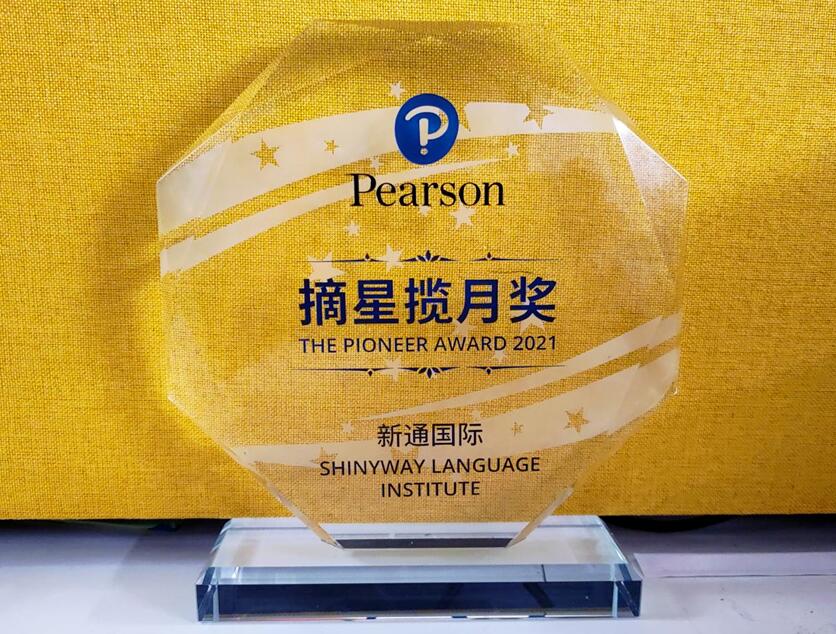 P
Pearson
摘星揽月奖
THE PIONEER AWARD 2021
新通国际
SHINYWAY LANGUAGE
INSTITUTE